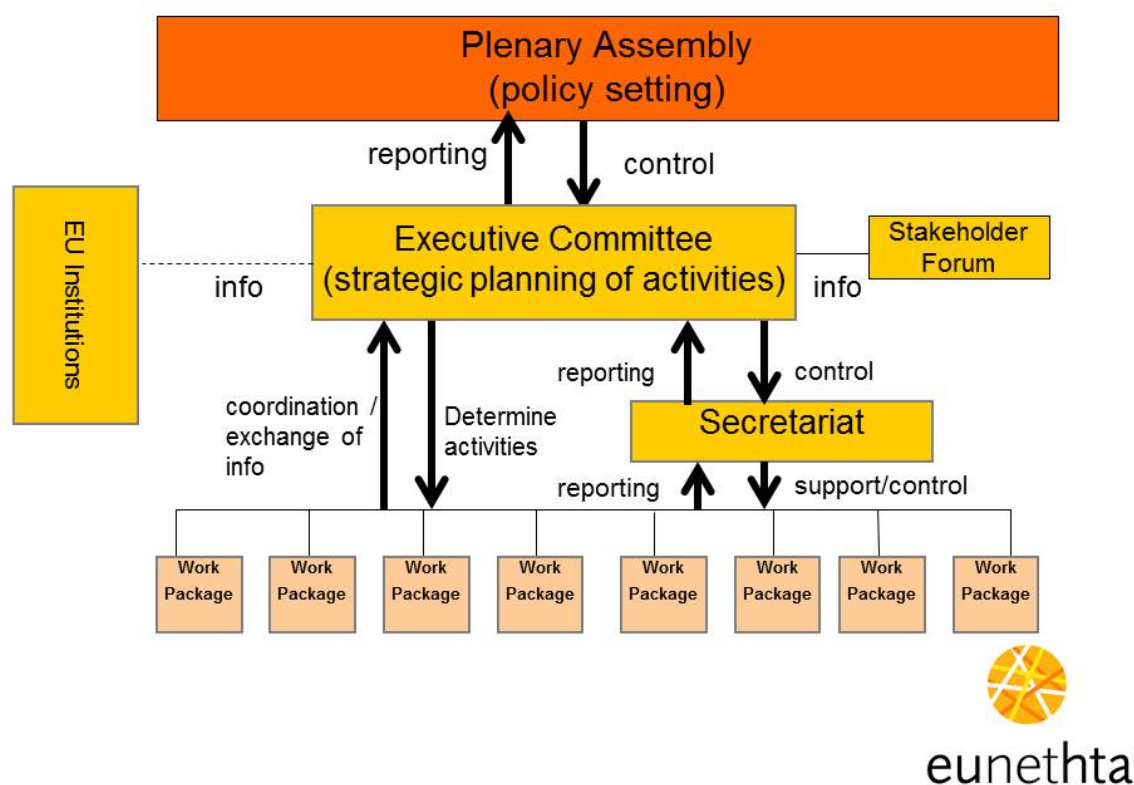 Plenary Assembly
(policy setting)
reporting
control
EU Institutions
Executive Committee
(strategic planning of activities)
Stakeholder
Forum
info
info
reporting
control
coordination /
exchange of
info
Determine
activities
Secretariat
reporting
support/control
Work
Package
Work
Package
Work
Package
Work
Package
Work
Package
Work
Package
Work
Package
Work
Package
eunethta